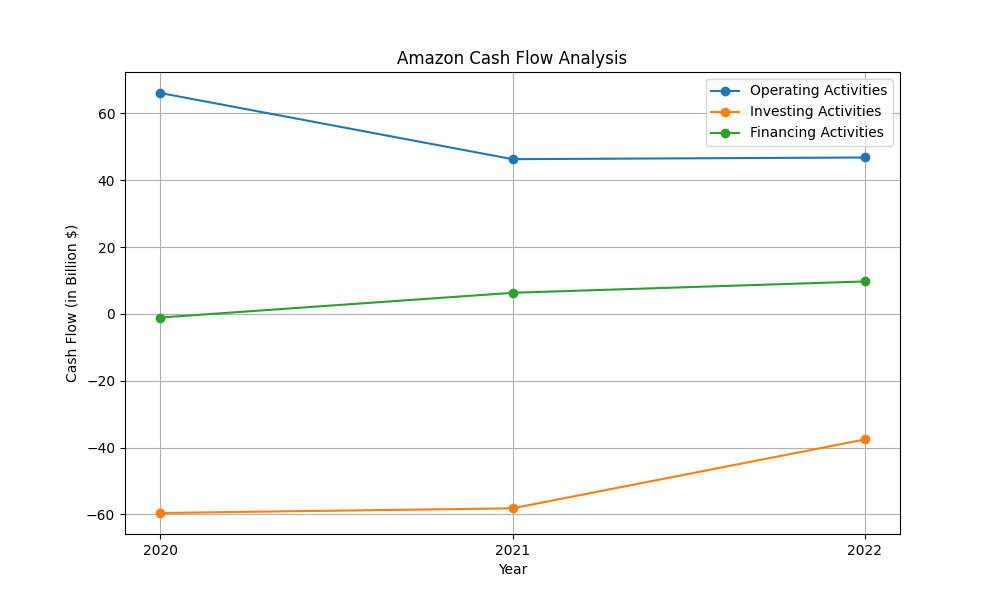 Amazon Cash Flow Analysis
Operating Activities
Investing Activities
Financing Activities
Cash Flow (in Billion $)
60
40
20
0
−20
−40
−60
2020 2021 2022
Year